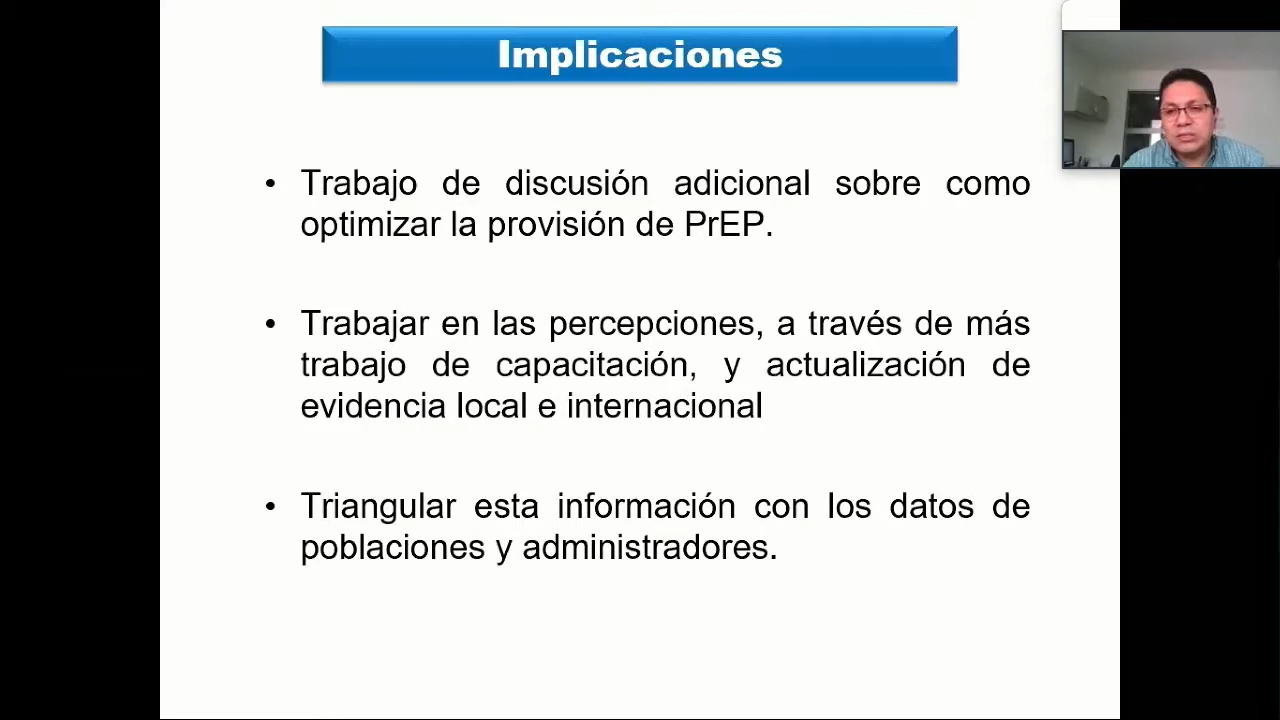 Implicaciones
• Trabajo de discusión adicional sobre como
optimizar la provisión de PrEP.
• Trabajar en las percepciones, a través de más
trabajo de capacitación, y actualización de
evidencia local e internacional
• Triangular esta información con los datos de
poblaciones y administradores.